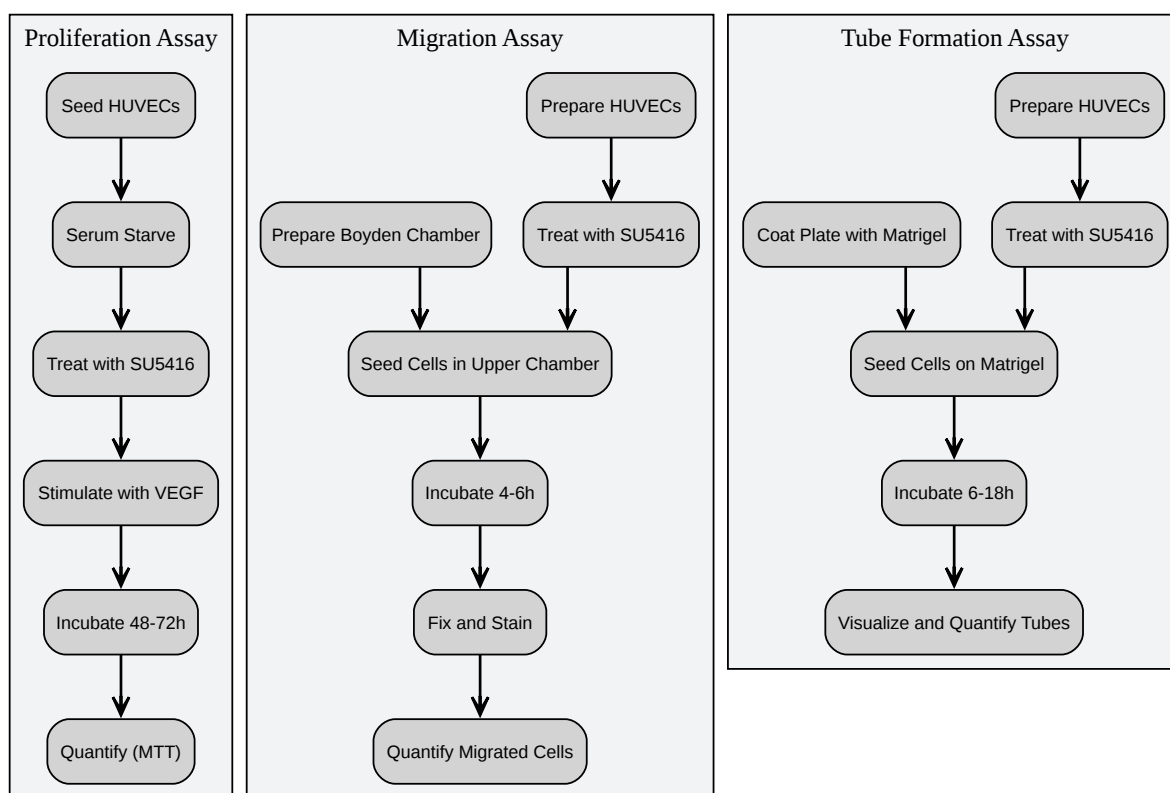 Proliferation Assay
Seed HUVECs
Serum Starve
Treat with SU5416
Stimulate with VEGF
Incubate 48-72h
Quantify (MTT)
Migration Assay
Prepare HUVECs
Prepare Boyden Chamber
Treat with SU5416
Seed Cells in Upper Chamber
Incubate 4-6h
Fix and Stain
Quantify Migrated Cells
Tube Formation Assay
Prepare HUVECs
Coat Plate with Matrigel
Treat with SU5416
Seed Cells on Matrigel
Incubate 6-18h
Visualize and Quantify Tubes